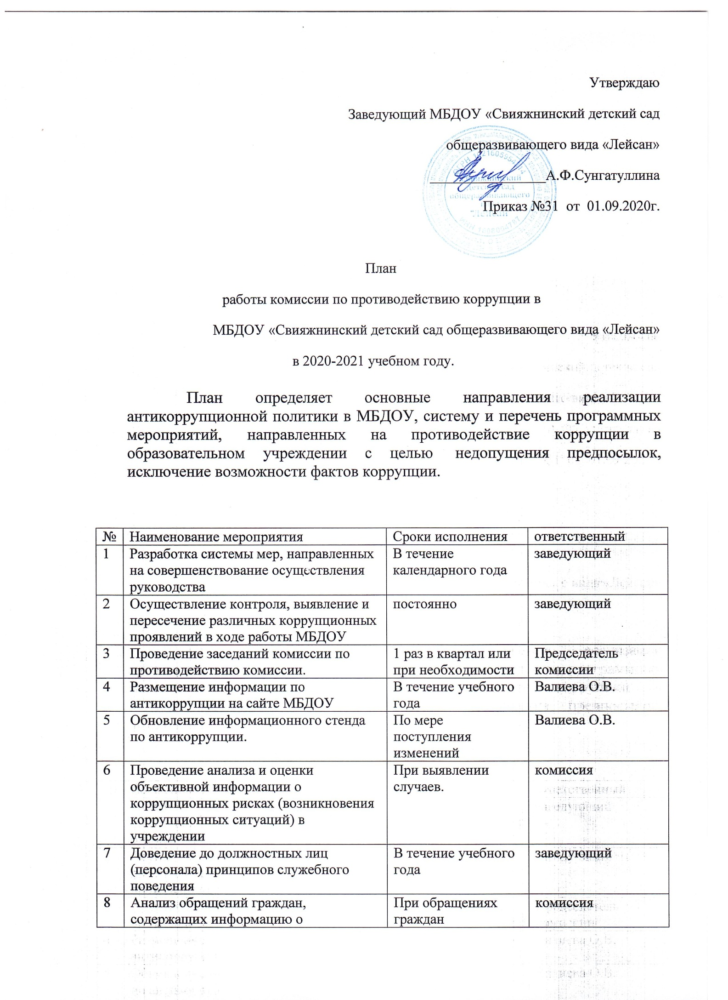 Утверждаю
Заведующий МБДОУ «Свияжнинский детский сад
общеразвивающего вида «Лейсан»
А.Ф.Сунгатуллина
Приказ №31 от 01.09.2020г.
детский сад
общеразвивающего
"Лейсан"
План
работы комиссии по противодействию коррупции в
МБДОУ «Свияжнинский детский сад общеразвивающего вида «Лейсан»
в 2020-2021 учебном году.
План определяет основные направления реализации
антикоррупционной политики в МБДОУ, систему и перечень программных
мероприятий, направленных на противодействие коррупции в
образовательном учреждении с целью недопущения предпосылок,
исключение возможности фактов коррупции.
№ Наименование мероприятия Сроки исполнения ответственный
1 Разработка системы мер, направленных В течение заведующий
на совершенствование осуществления календарного года
руководства
2 Осуществление контроля, выявление и постоянно заведующий
пересечение различных коррупционных
проявлений в ходе работы МБДОУ
3 Проведение заседаний комиссии по 1 раз в квартал или Председатель
противодействию комиссии. при необходимости комиссии
4 Размещение информации по В течение учебного Валиева О.В.
антикоррупции на сайте МБДОУ года
5 Обновление информационного стенда По мере Валиева О.В.
по антикоррупции. поступления
изменений
6 Проведение анализа и оценки При выявлении комиссия
объективной информации о случаев.
коррупционных рисках (возникновения
коррупционных ситуаций) в
учреждении
7 Доведение до должностных лиц В течение учебного заведующий
(персонала) принципов служебного года
поведения
8 Анализ обращений граждан, При обращениях комиссия
содержащих информацию о граждан